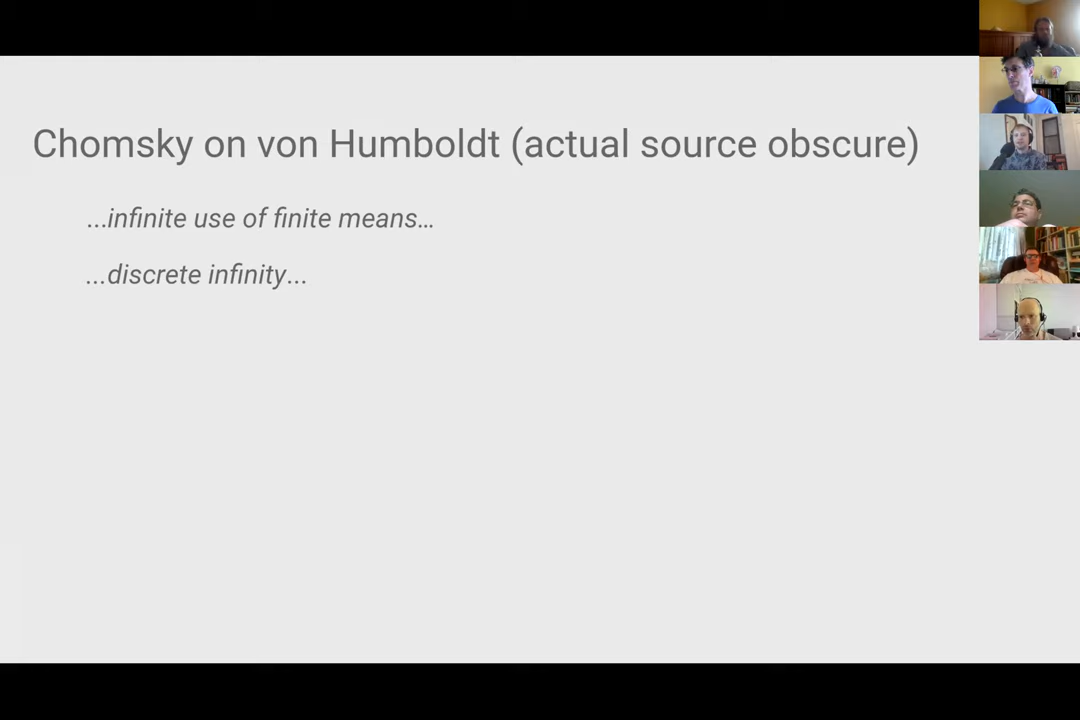 Chomsky on von Humboldt (actual source obscure)
...infinite use of finite means…
...discrete infinity...